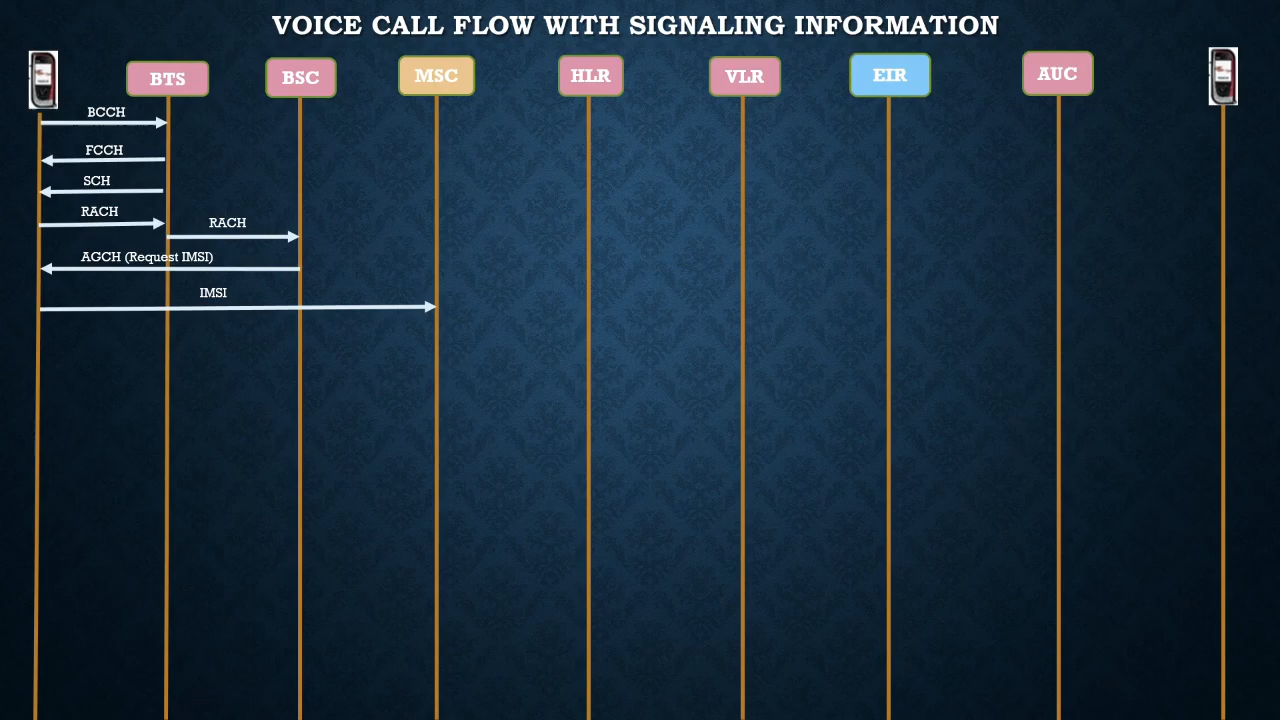 VOICE CALL FLOW WITH SIGNALING INFORMATION
BTS
BSC
MSC
HLR
VLR
EIR
AUC
BCCH
FCCH
SCH
RACH
RACH
AGCH (Request IMSI)
IMSI